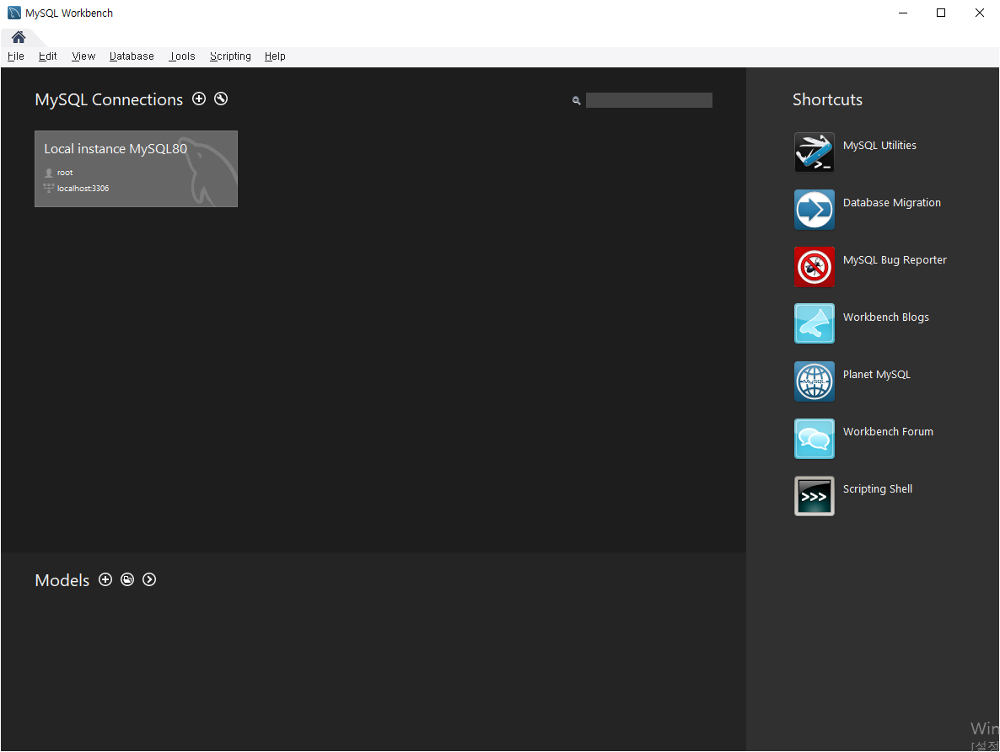 MySQL Workbench
File Edit View Database Tools Scripting Help
MySQL Connections
Local instance MySQL80
root
localhost:3306
Shortcuts
MySQL Utilities
Database Migration
MySQL Bug Reporter
Workbench Blogs
MySQL
Planet MySQL
Workbench Forum
>>>
Scripting Shell
Models
Win
[설정